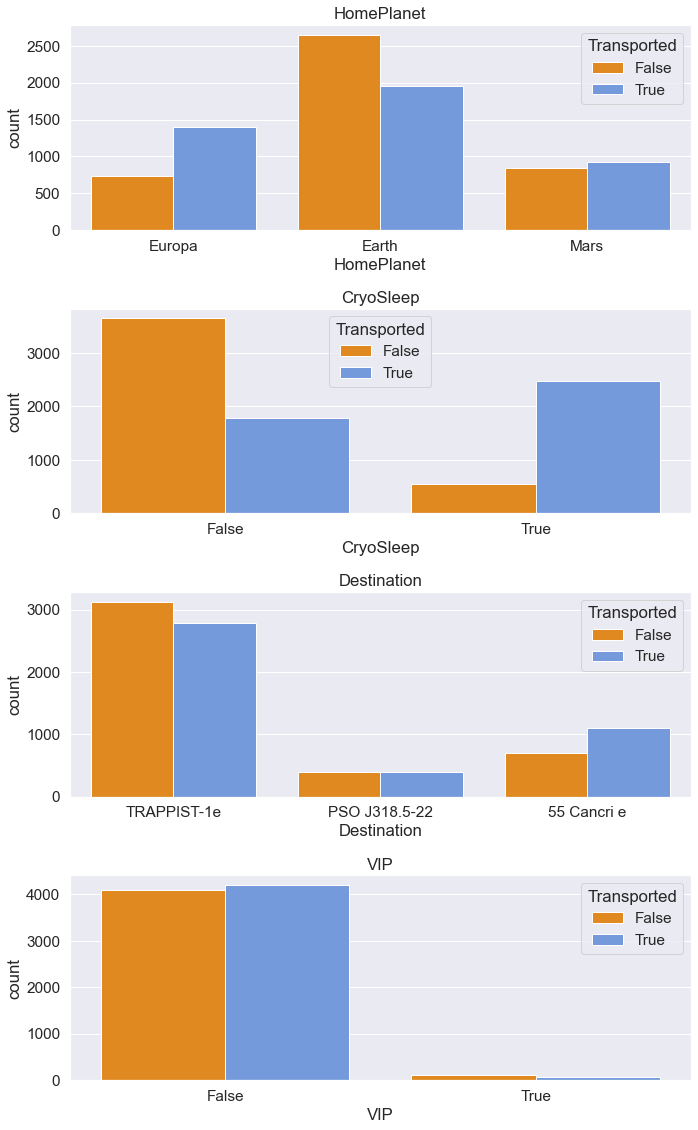 HomePlanet
2500
2000
1500
1000
500
0
count
Transported
False
True
Europa Earth Mars
HomePlanet
CryoSleep
3000
2000
1000
0
count
Transported
False
True
False True
CryoSleep
Destination
3000
2000
1000
0
count
Transported
False
True
TRAPPIST-1e PSO J318.5-22 55 Cancri e
Destination
VIP
4000
3000
2000
1000
0
count
Transported
False
True
False True
VIP